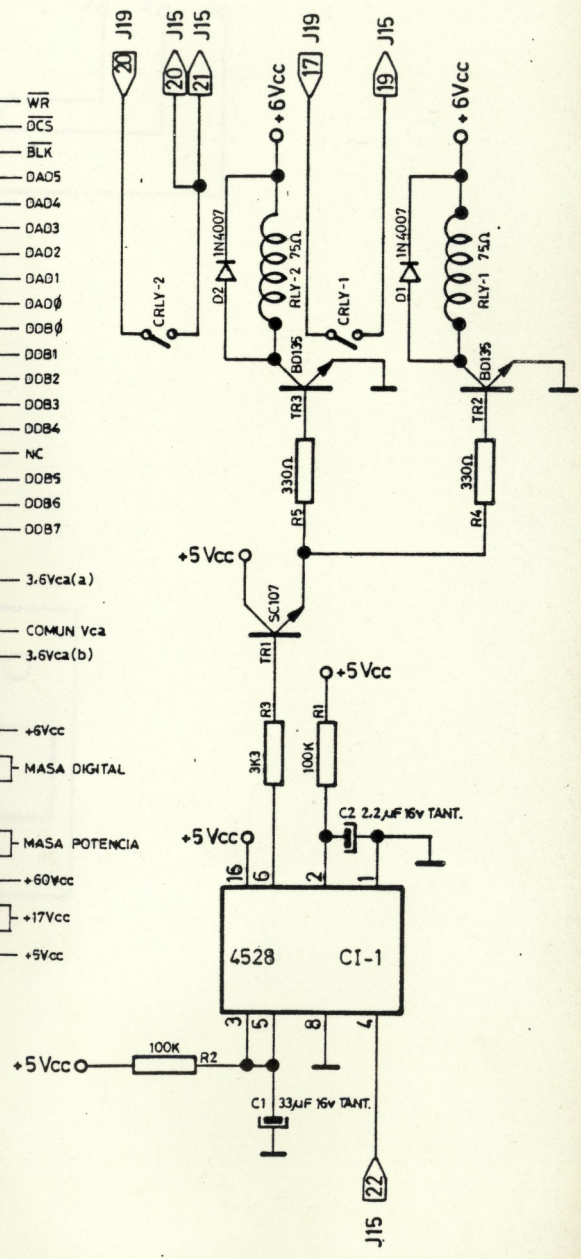 WR
DCS
BLK
DAD5
DAD4
DAD3
DAD2
DAD1
DADØ
DDBØ
DDB1
DDB2
DDB3
DDB4
NC
DDB5
DDB6
DDB7
3.6Vca(a)
COMUN Vca
3.6Vca(b)
+6Vcc
MASA DIGITAL
MASA POTENCIA
+60Vcc
+17Vcc
+5Vcc
J19
20
J15
20
J15
21
J19
17
J15
19
CRLY-2
+6Vcc
1N4007
D2
RLY-2 75Ω
CRLY-1
+6Vcc
1N4007
D1
RLY-1 75Ω
BD135
TR3
BD135
TR2
330Ω
R5
330Ω
R4
+5Vcc
SC107
TR1
+5Vcc
R3
3K3
R1
100K
C2 2.2µF 16v TANT.
+5Vcc
16
6
2
1
4528
CI-1
3
5
8
4
+5Vcc
100K
R2
C1 33µF 16v TANT.
22
J15